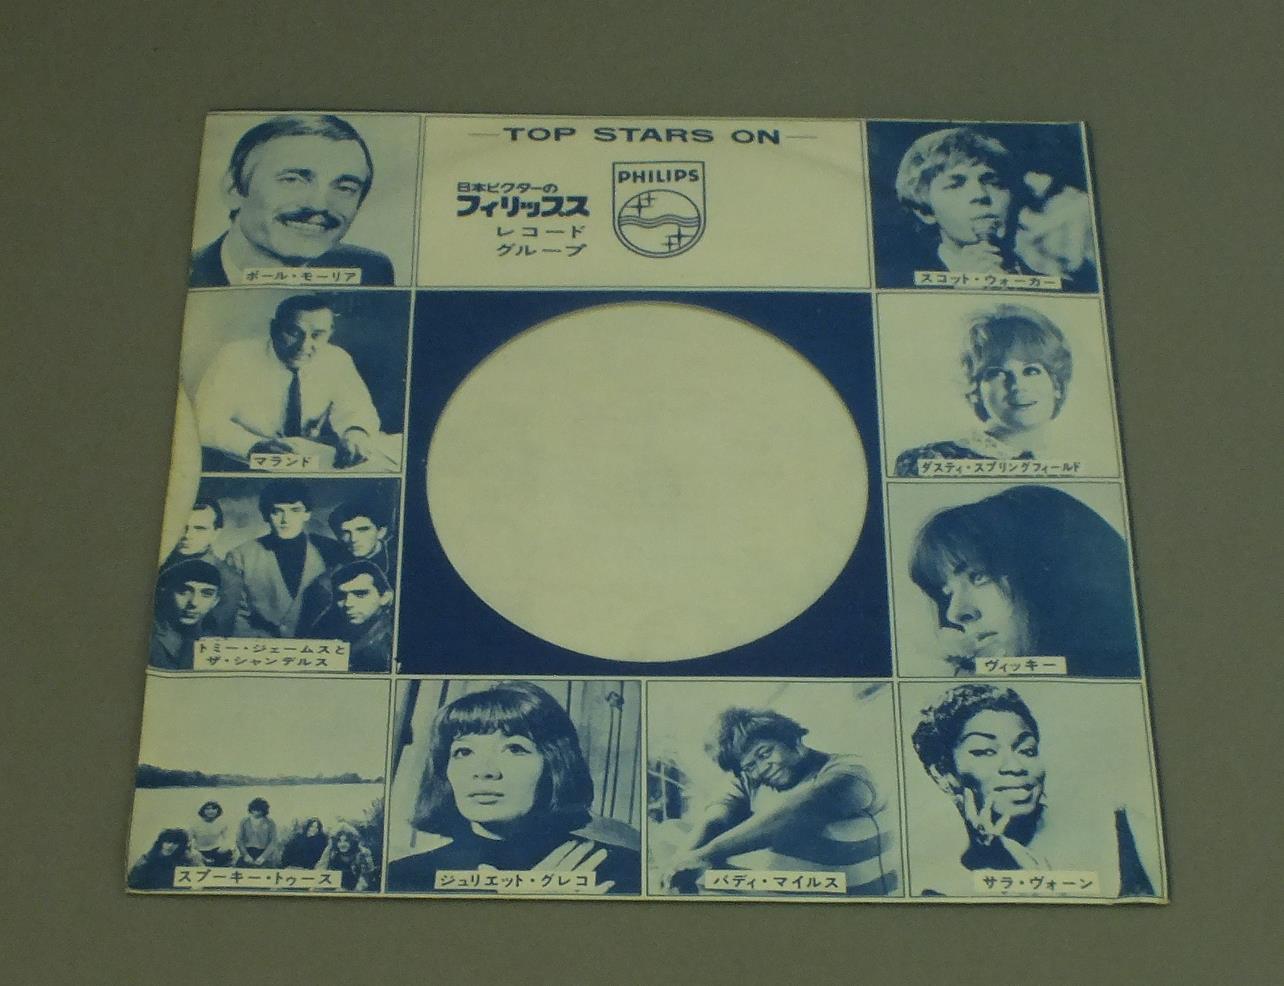 TOP STARS ON
日本ビクターの
フィリップス
レコード
グループ
PHILIPS
ポール・モーリア
スコット・ウォーカー
マランド
ダスティ・スプリングフィールド
トミー・ジェームスと
ザ・シャンデルス
ヴィッキー
スプーキー・トゥース
ジュリエット・グレコ
バディ・マイルス
サラ・ヴォーン